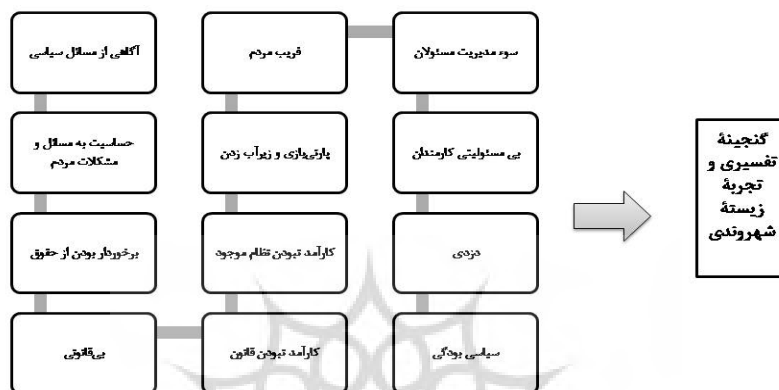 سوء مدیریت مسئولان
بی مسئولیتی کارمندان
دزدی
سیاسی بودگی
فریب مردم
پارتی‌بازی و زیرآب زدن
کارآمد نبودن نظام موجود
کارآمد نبودن قانون
آگاهی از مسائل سیاسی
حساسیت به مسائل و
مشکلات مردم
برخوردار بودن از حقوق
بی‌قانونی
گنجینهٔ
تفسیری و
تجربهٔ
زیستهٔ
شهروندی